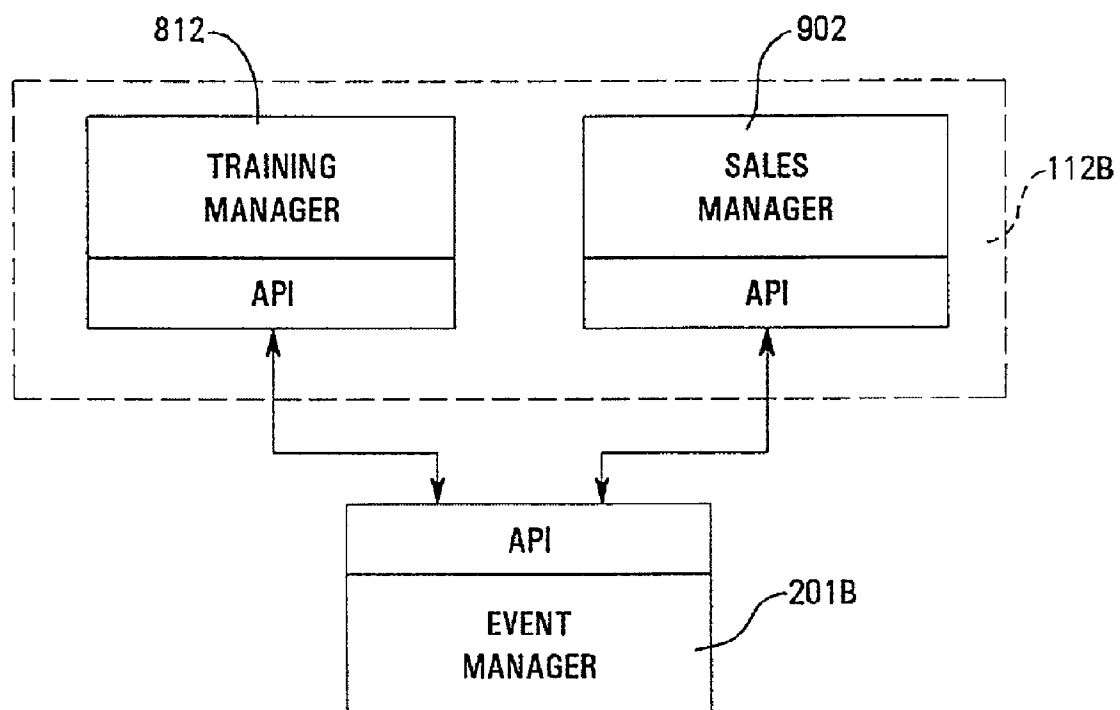 812
902
TRAINING
MANAGER
SALES
MANAGER
112B
API
API
API
201B
EVENT
MANAGER